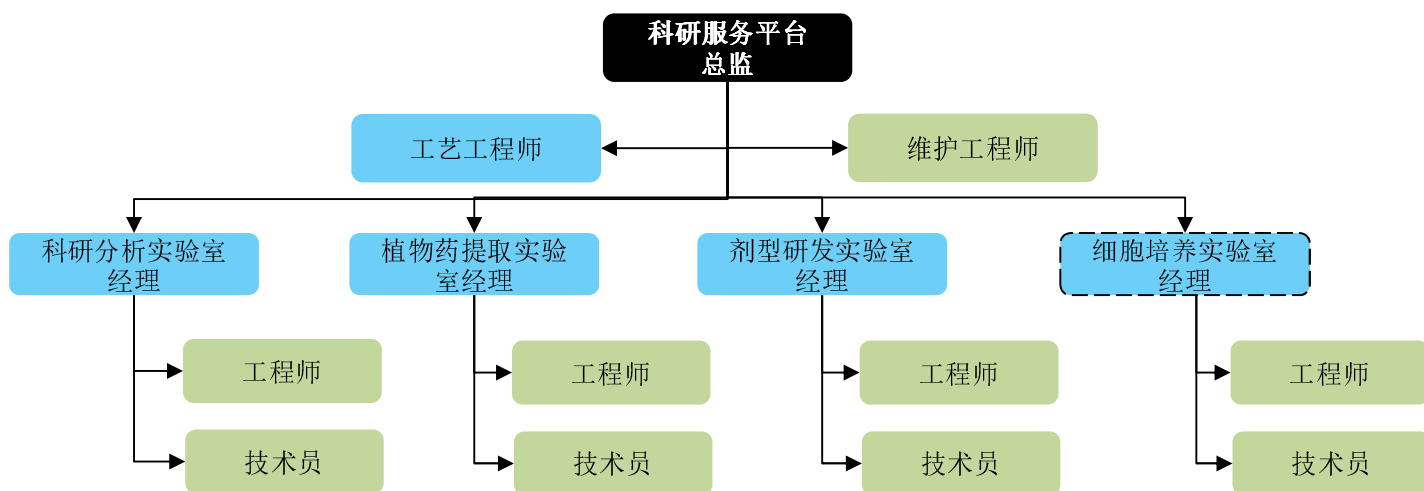 科研服务平台
总监
工艺工程师
维护工程师
科研分析实验室
经理
植物药提取实验
室经理
剂型研发实验室
经理
细胞培养实验室
经理
工程师
工程师
工程师
工程师
技术员
技术员
技术员
技术员